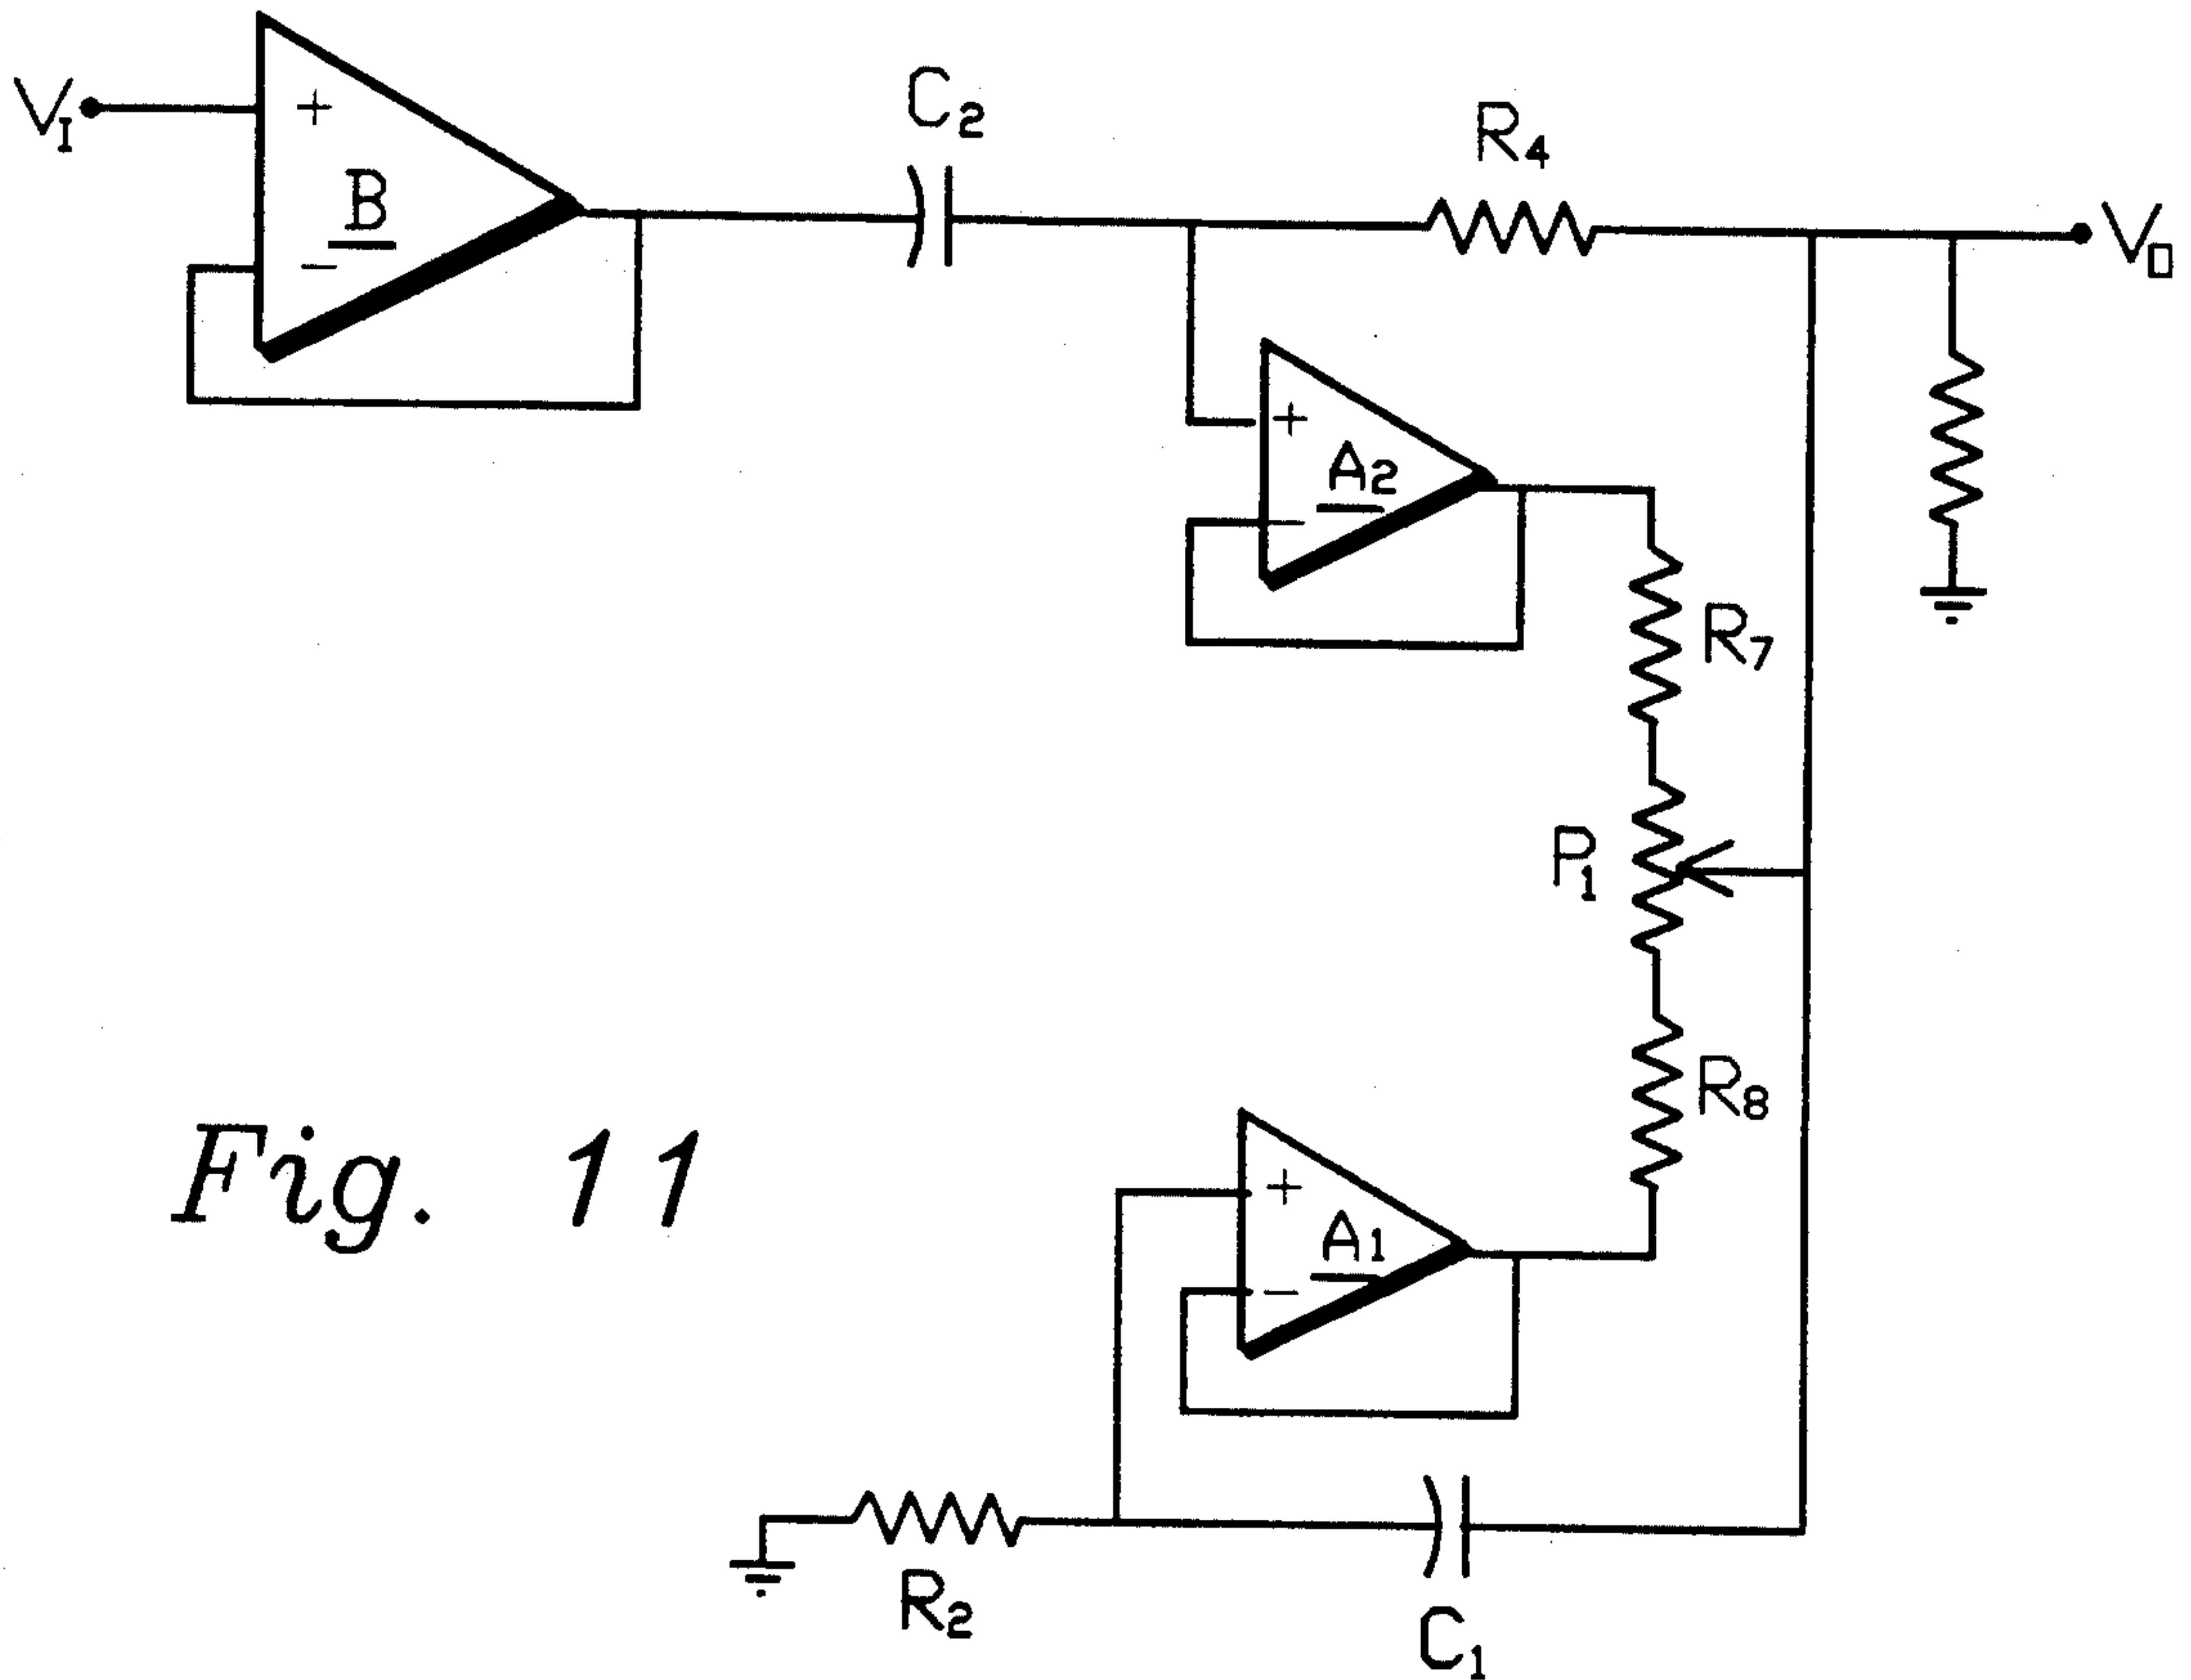 V_I
+
B
−
C₂
R₄
V_O
+
A₂
−
R₇
P₁
R₈
+
A₁
−
R₂
C₁
Fig. 11